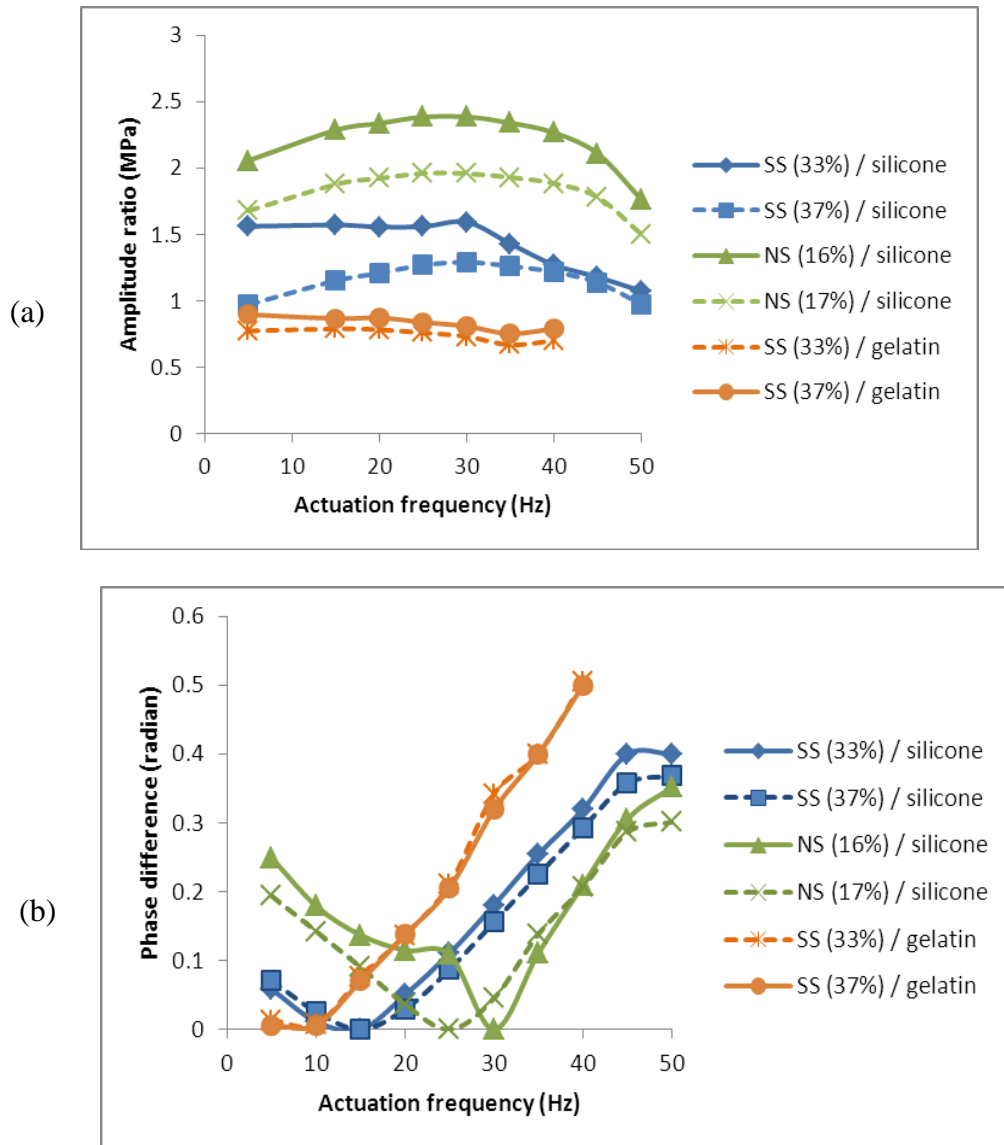 (a)
Amplitude ratio (MPa)
3
2.5
2
1.5
1
0.5
0
0 10 20 30 40 50
Actuation frequency (Hz)
SS (33%) / silicone
SS (37%) / silicone
NS (16%) / silicone
NS (17%) / silicone
SS (33%) / gelatin
SS (37%) / gelatin
(b)
Phase difference (radian)
0.6
0.5
0.4
0.3
0.2
0.1
0
0 10 20 30 40 50
Actuation frequency (Hz)
SS (33%) / silicone
SS (37%) / silicone
NS (16%) / silicone
NS (17%) / silicone
SS (33%) / gelatin
SS (37%) / gelatin